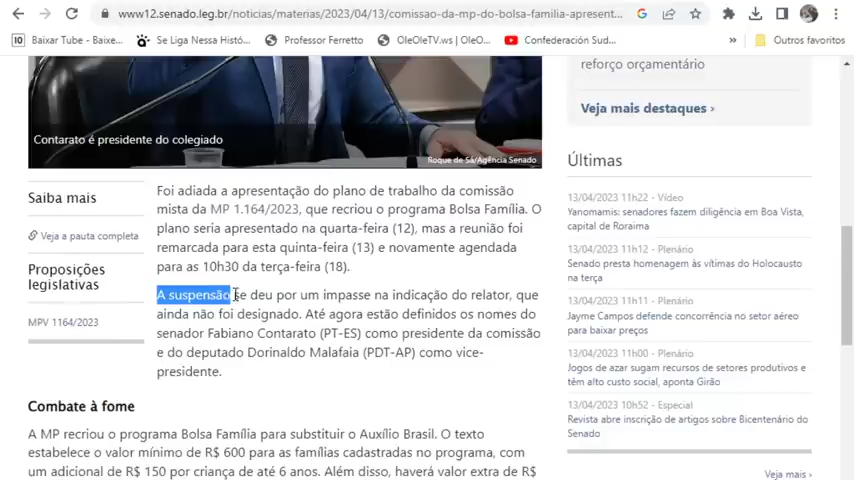 www12.senado.leg.br/noticias/materias/2023/04/13/comissao-da-mp-do-bolsa-familia-apresent...
Baixar Tube - Baixe...
Se Liga Nessa Histó...
Professor Ferretto
OleOleTV.ws | OleO...
Confederación Sud...
»
Outros favoritos
Contarato é presidente do colegiado
Roque de Sá/Agência Senado
Saiba mais
Veja a pauta completa
Proposições
legislativas
MPV 1164/2023
Foi adiada a apresentação do plano de trabalho da comissão
mista da MP 1.164/2023, que recriou o programa Bolsa Família. O
plano seria apresentado na quarta-feira (12), mas a reunião foi
remarcada para esta quinta-feira (13) e novamente agendada
para as 10h30 da terça-feira (18).
A suspensão se deu por um impasse na indicação do relator, que
ainda não foi designado. Até agora estão definidos os nomes do
senador Fabiano Contarato (PT-ES) como presidente da comissão
e do deputado Dorinaldo Malafaia (PDT-AP) como vice-
presidente.
Combate à fome
A MP recriou o programa Bolsa Família para substituir o Auxílio Brasil. O texto
estabelece o valor mínimo de R$ 600 para as famílias cadastradas no programa, com
um adicional de R$ 150 por criança de até 6 anos. Além disso, haverá valor extra de R$
reforço orçamentário
Veja mais destaques ›
Últimas
13/04/2023 11h22 - Vídeo
Yanomamis: senadores fazem diligência em Boa Vista,
capital de Roraima
13/04/2023 11h12 - Plenário
Senado presta homenagem às vítimas do Holocausto
na terça
13/04/2023 11h11 - Plenário
Jayme Campos defende concorrência no setor aéreo
para baixar preços
13/04/2023 11h00 - Plenário
Jogos de azar sugam recursos de setores produtivos e
têm alto custo social, aponta Girão
13/04/2023 10h52 - Especial
Revista abre inscrição de artigos sobre Bicentenário do
Senado
Veja mais ›